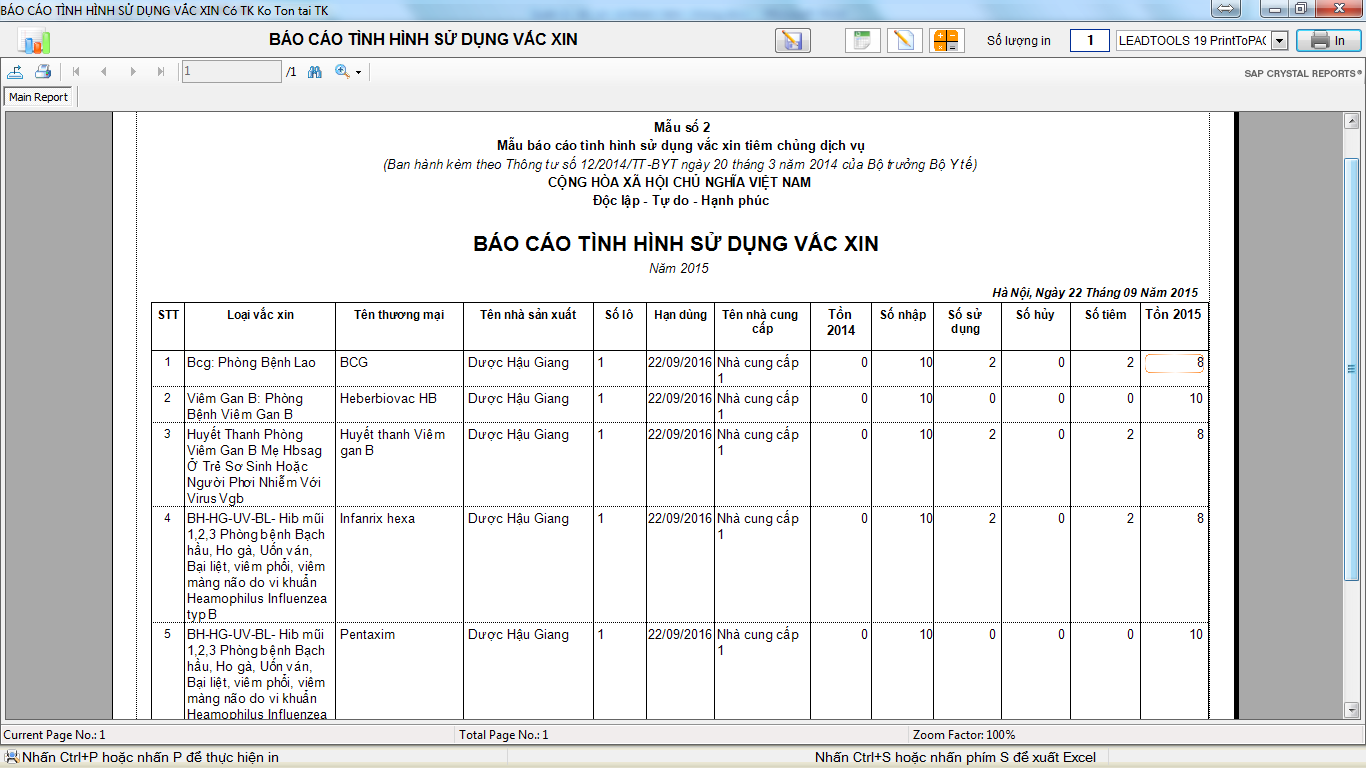 BÁO CÁO TÌNH HÌNH SỬ DỤNG VẮC XIN Có TK Ko Ton tai TK
BÁO CÁO TÌNH HÌNH SỬ DỤNG VẮC XIN
Số lượng in
1
LEADTOOLS 19 PrintToPAC
In
1
/1
SAP CRYSTAL REPORTS®
Main Report
Mẫu số 2
Mẫu báo cáo tình hình sử dụng vắc xin tiêm chủng dịch vụ
(Ban hành kèm theo Thông tư số 12/2014/TT-BYT ngày 20 tháng 3 năm 2014 của Bộ trưởng Bộ Y tế)
CỘNG HÒA XÃ HỘI CHỦ NGHĨA VIỆT NAM
Độc lập - Tự do - Hạnh phúc
BÁO CÁO TÌNH HÌNH SỬ DỤNG VẮC XIN
Năm 2015
Hà Nội, Ngày 22 Tháng 09 Năm 2015
STT Loại vắc xin Tên thương mại Tên nhà sản xuất Số lô Hạn dùng Tên nhà cung Tồn Số nhập Số sử Số hủy Số tiêm Tồn 2015
cấp 2014 dụng
1 Bcg: Phòng Bệnh Lao BCG Dược Hậu Giang 1 22/09/2016 Nhà cung cấp 0 10 2 0 2 8
1
2 Viêm Gan B: Phòng Heberbiovac HB Dược Hậu Giang 1 22/09/2016 Nhà cung cấp 0 10 0 0 0 10
Bệnh Viêm Gan B 1
3 Huyết Thanh Phòng Huyết thanh Viêm Dược Hậu Giang 1 22/09/2016 Nhà cung cấp 0 10 2 0 2 8
Viêm Gan B Mẹ Hbsag gan B 1
Ở Trẻ Sơ Sinh Hoặc
Người Phơi Nhiễm Với
Virus Vgb
4 BH-HG-UV-BL- Hib mũi Infanrix hexa Dược Hậu Giang 1 22/09/2016 Nhà cung cấp 0 10 2 0 2 8
1,2,3 Phòng bệnh Bạch 1
hầu, Ho gà, Uốn ván,
Bại liệt, viêm phổi, viêm
màng não do vi khuẩn
Heamophilus Influenzea
typ B
5 BH-HG-UV-BL- Hib mũi Pentaxim Dược Hậu Giang 1 22/09/2016 Nhà cung cấp 0 10 0 0 0 10
1,2,3 Phòng bệnh Bạch 1
hầu, Ho gà, Uốn ván,
Bại liệt, viêm phổi, viêm
màng não do vi khuẩn
Heamophilus Influenzea
Current Page No.: 1 Total Page No.: 1 Zoom Factor: 100%
Nhấn Ctrl+P hoặc nhấn P để thực hiện in Nhấn Ctrl+S hoặc nhấn phím S để xuất Excel